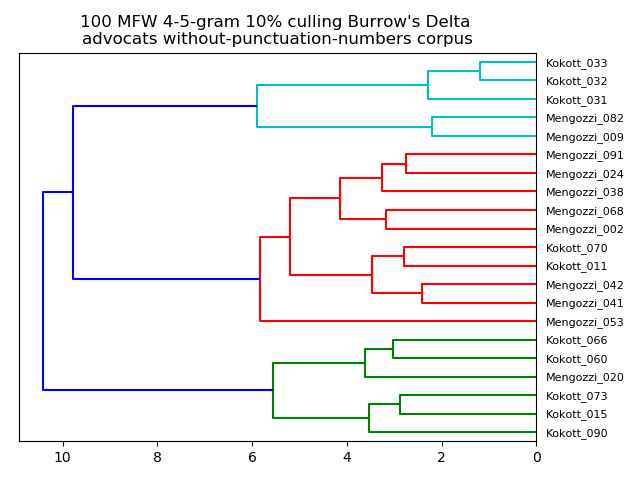 100 MFW 4-5-gram 10% culling Burrow's Delta
advocats without-punctuation-numbers corpus
Kokott_033
Kokott_032
Kokott_031
Mengozzi_082
Mengozzi_009
Mengozzi_091
Mengozzi_024
Mengozzi_038
Mengozzi_068
Mengozzi_002
Kokott_070
Kokott_011
Mengozzi_042
Mengozzi_041
Mengozzi_053
Kokott_066
Kokott_060
Mengozzi_020
Kokott_073
Kokott_015
Kokott_090
10 8 6 4 2 0